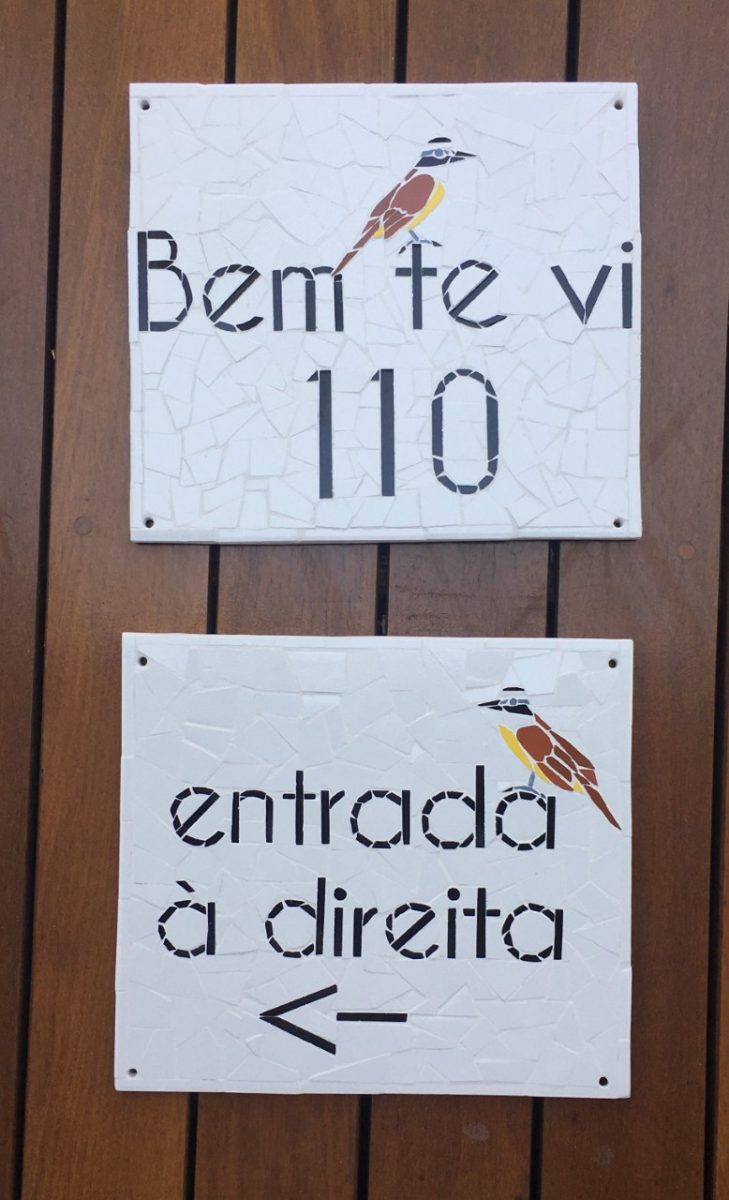 Bem te vi
110
entrada
à direita
←